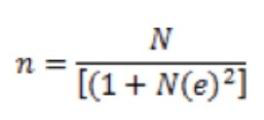 n = N / [(1 + N(e)²]